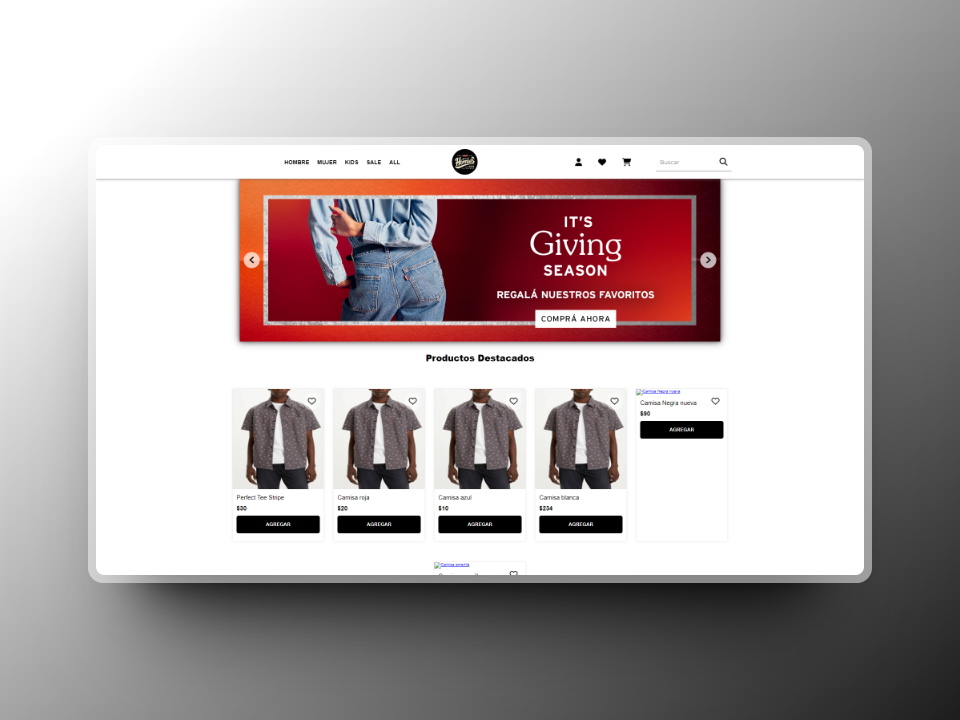 HOMBRE MUJER KIDS SALE ALL
Buscar
IT'S
Giving
SEASON
REGALÁ NUESTROS FAVORITOS
COMPRÁ AHORA
Productos Destacados
Perfect Tee Stripe
$30
AGREGAR
Camisa roja
$20
AGREGAR
Camisa azul
$10
AGREGAR
Camisa blanca
$234
AGREGAR
Camisa Negra nueva
Camisa Negra nueva
$90
AGREGAR